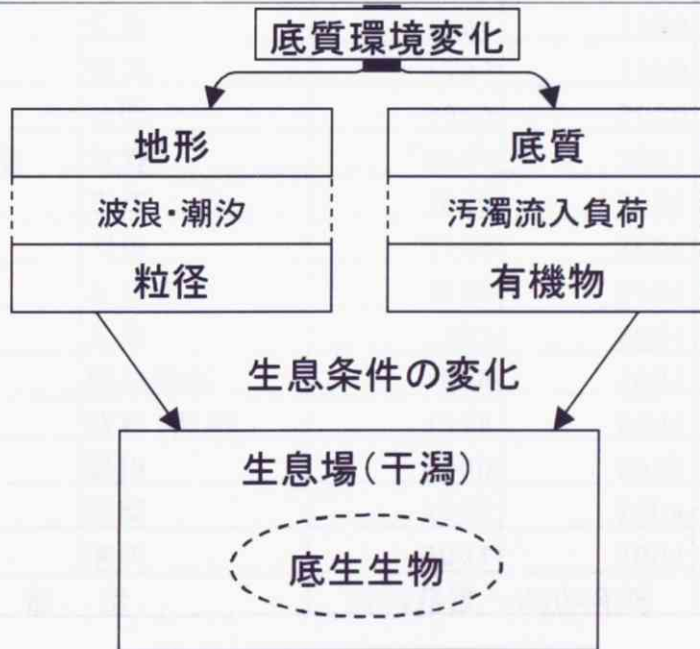 底質環境変化
地形
波浪・潮汐
粒径
底質
汚濁流入負荷
有機物
生息条件の変化
生息場(干潟)
底生生物